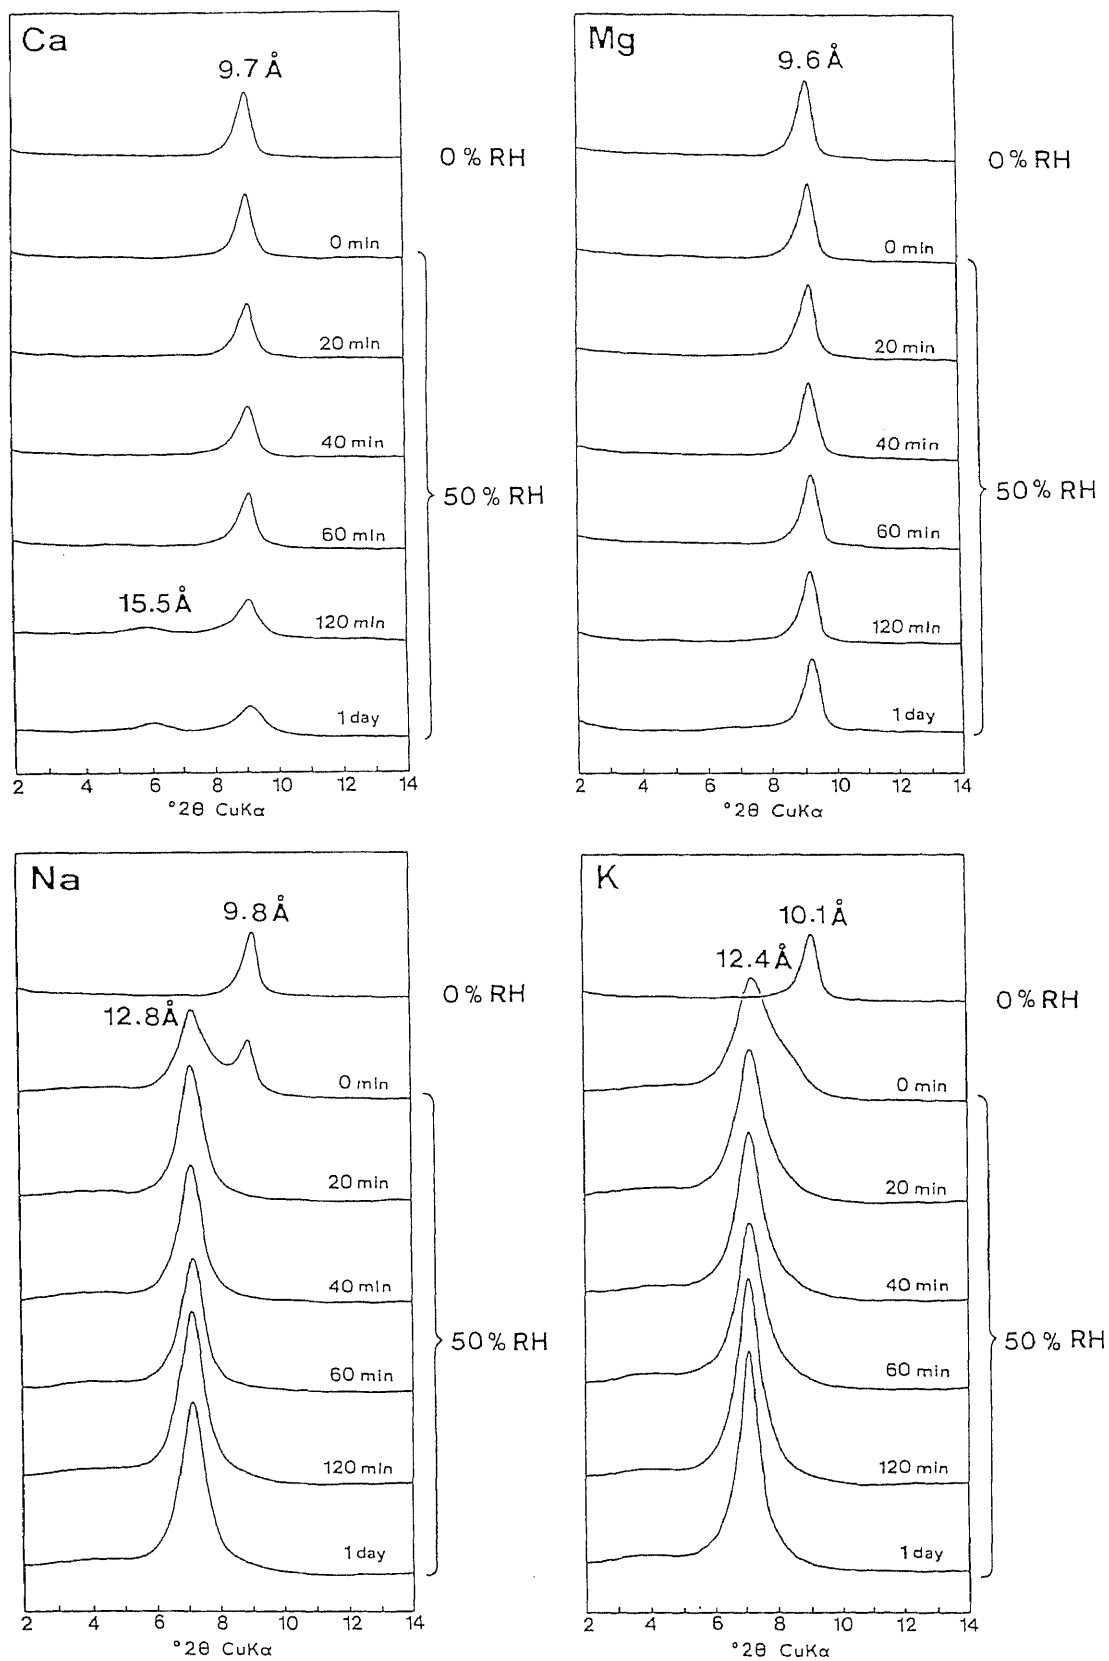 Ca
9.7 Å
0 % RH
0 min
20 min
40 min
50 % RH
60 min
15.5 Å
120 min
1 day
2 4 6 8 10 12 14
°2θ CuKα
Mg
9.6 Å
0 % RH
0 min
20 min
40 min
50 % RH
60 min
120 min
1 day
2 4 6 8 10 12 14
°2θ CuKα
Na
9.8 Å
0 % RH
12.8 Å
0 min
20 min
40 min
50 % RH
60 min
120 min
1 day
2 4 6 8 10 12 14
°2θ CuKα
K
10.1 Å
12.4 Å
0 % RH
0 min
20 min
40 min
50 % RH
60 min
120 min
1 day
2 4 6 8 10 12 14
°2θ CuKα